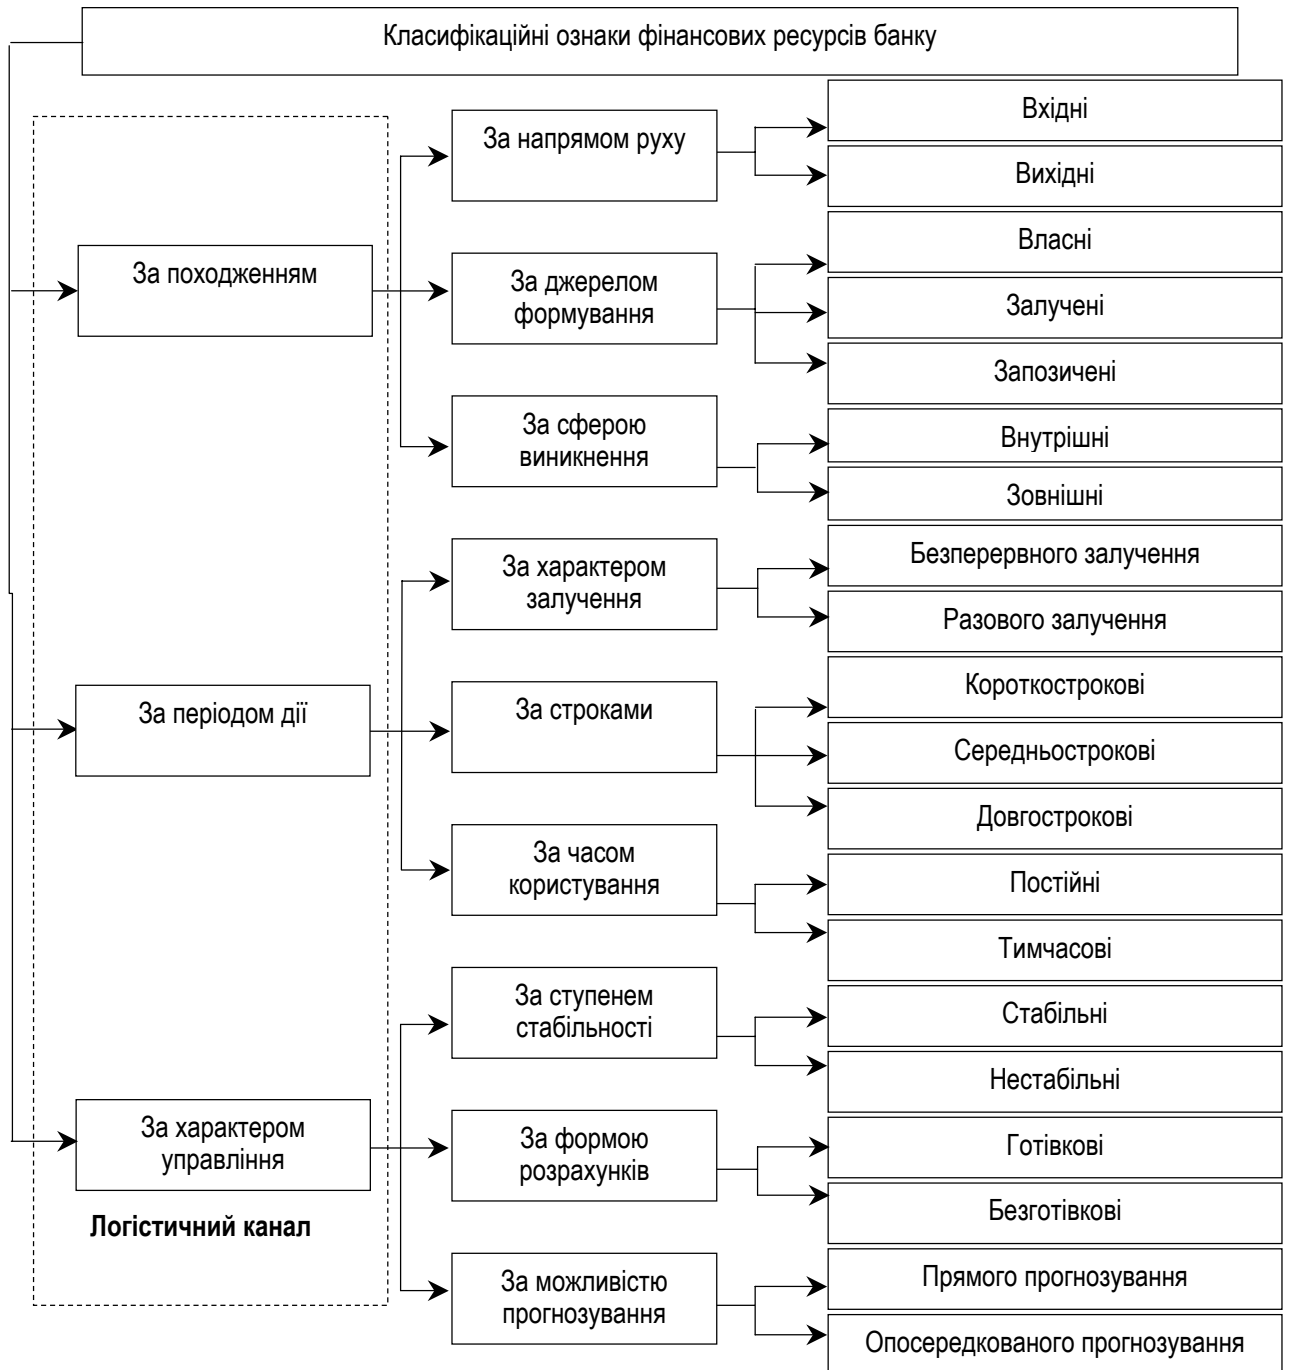 Класифікаційні ознаки фінансових ресурсів банку
За походженням
За напрямом руху
Вхідні
Вихідні
За джерелом
формування
Власні
Залучені
Запозичені
За сферою
виникнення
Внутрішні
Зовнішні
За періодом дії
За характером
залучення
Безперервного залучення
Разового залучення
За строками
Короткострокові
Середньострокові
Довгострокові
За часом
користування
Постійні
Тимчасові
За характером
управління
За ступенем
стабільності
Стабільні
Нестабільні
За формою
розрахунків
Готівкові
Безготівкові
За можливістю
прогнозування
Прямого прогнозування
Опосередкованого прогнозування
Логістичний канал